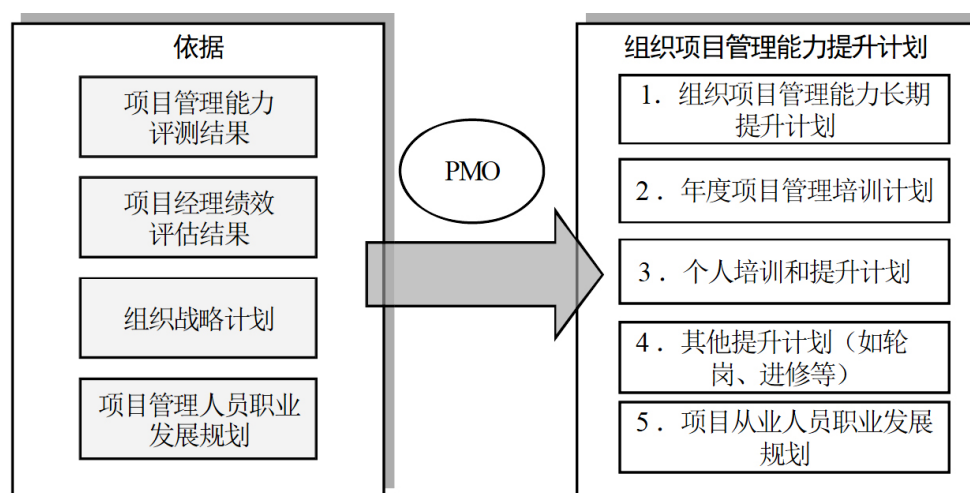 依据
项目管理能力
评测结果
项目经理绩效
评估结果
组织战略计划
项目管理人员职业
发展规划
PMO
组织项目管理能力提升计划
1．组织项目管理能力长期
提升计划
2．年度项目管理培训计划
3．个人培训和提升计划
4．其他提升计划（如轮
岗、进修等）
5．项目从业人员职业发展
规划